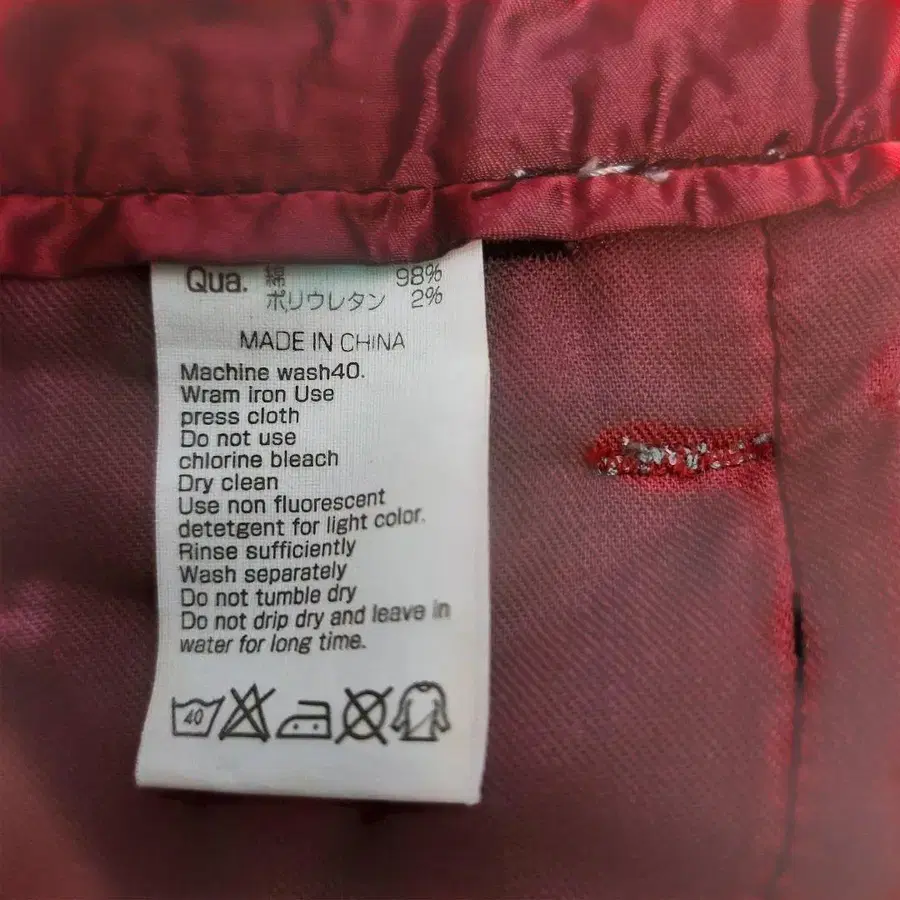 Qua. 綿 98%
ポリウレタン 2%
MADE IN CHINA
Machine wash40.
Wram iron Use
press cloth
Do not use
chlorine bleach
Dry clean
Use non fluorescent
detetgent for light color.
Rinse sufficiently
Wash separately
Do not tumble dry
Do not drip dry and leave in
water for long time.
40